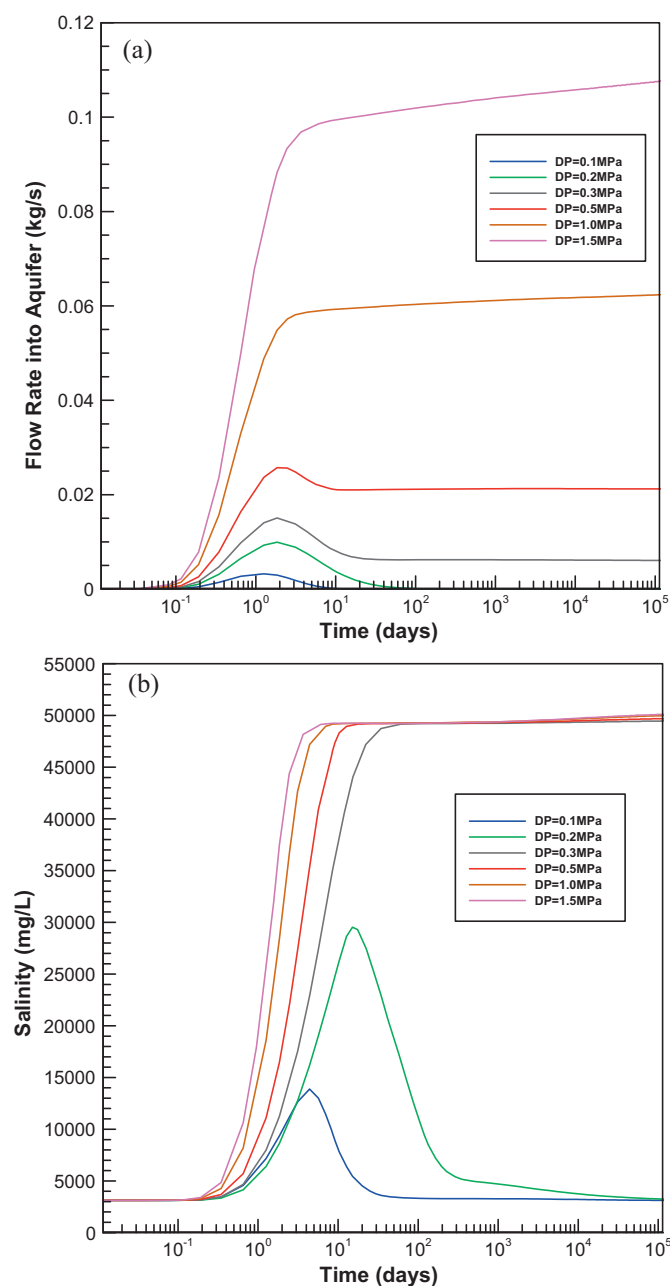 (a)
Flow Rate into Aquifer (kg/s)
0.12
0.1
0.08
0.06
0.04
0.02
0
DP=0.1MPa
DP=0.2MPa
DP=0.3MPa
DP=0.5MPa
DP=1.0MPa
DP=1.5MPa
10⁻¹ 10⁰ 10¹ 10² 10³ 10⁴ 10⁵
Time (days)
(b)
Salinity (mg/L)
55000
50000
45000
40000
35000
30000
25000
20000
15000
10000
5000
0
DP=0.1MPa
DP=0.2MPa
DP=0.3MPa
DP=0.5MPa
DP=1.0MPa
DP=1.5MPa
10⁻¹ 10⁰ 10¹ 10² 10³ 10⁴ 10⁵
Time (days)